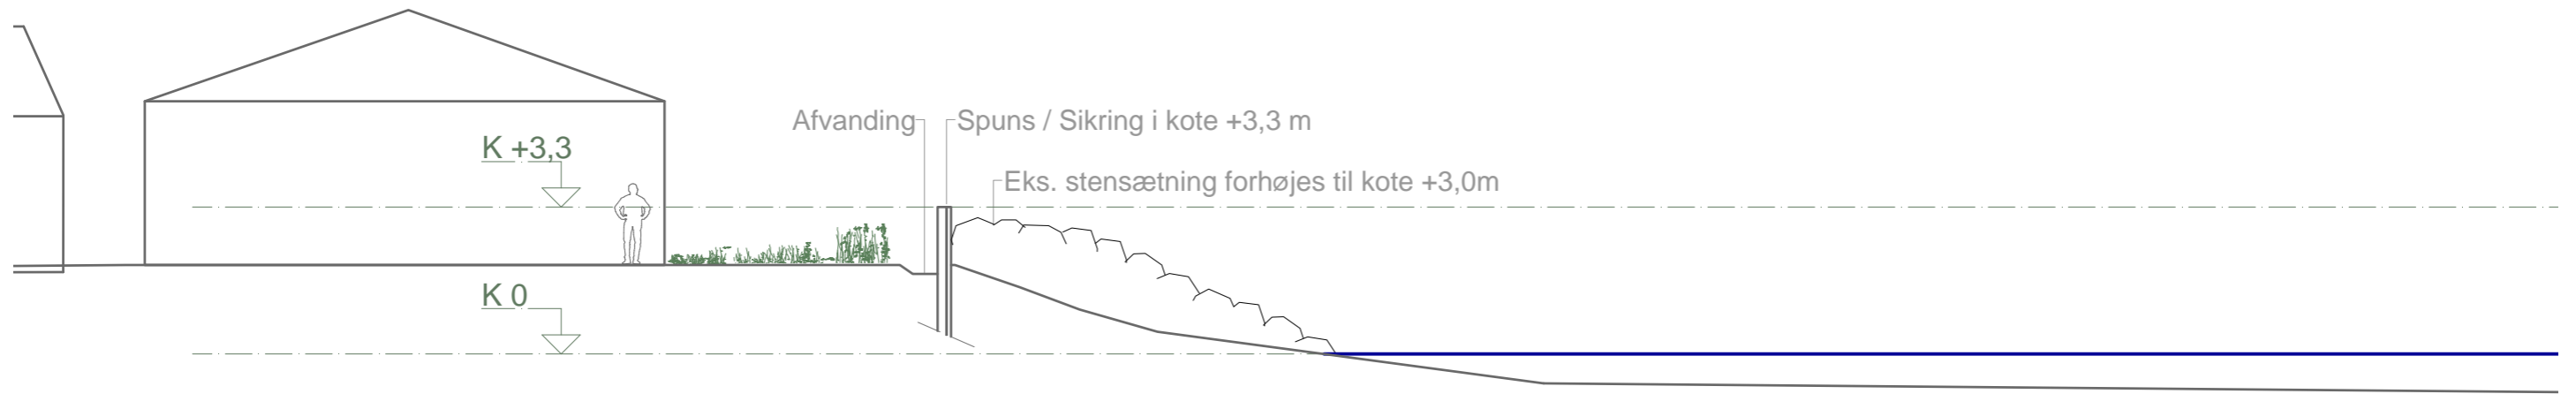 Afvanding
Spuns / Sikring i kote +3,3 m
K +3,3
Eks. stensætning forhøjes til kote +3,0m
K 0